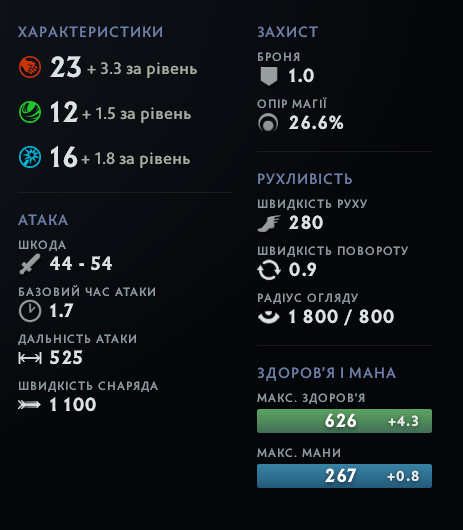 ХАРАКТЕРИСТИКИ
23 + 3.3 за рівень
12 + 1.5 за рівень
16 + 1.8 за рівень
АТАКА
ШКОДА
44 - 54
БАЗОВИЙ ЧАС АТАКИ
1.7
ДАЛЬНІСТЬ АТАКИ
525
ШВИДКІСТЬ СНАРЯДА
1 100
ЗАХИСТ
БРОНЯ
1.0
ОПІР МАГІЇ
26.6%
РУХЛИВІСТЬ
ШВИДКІСТЬ РУХУ
280
ШВИДКІСТЬ ПОВОРОТУ
0.9
РАДІУС ОГЛЯДУ
1 800 / 800
ЗДОРОВ'Я І МАНА
МАКС. ЗДОРОВ'Я
626 +4.3
МАКС. МАНИ
267 +0.8